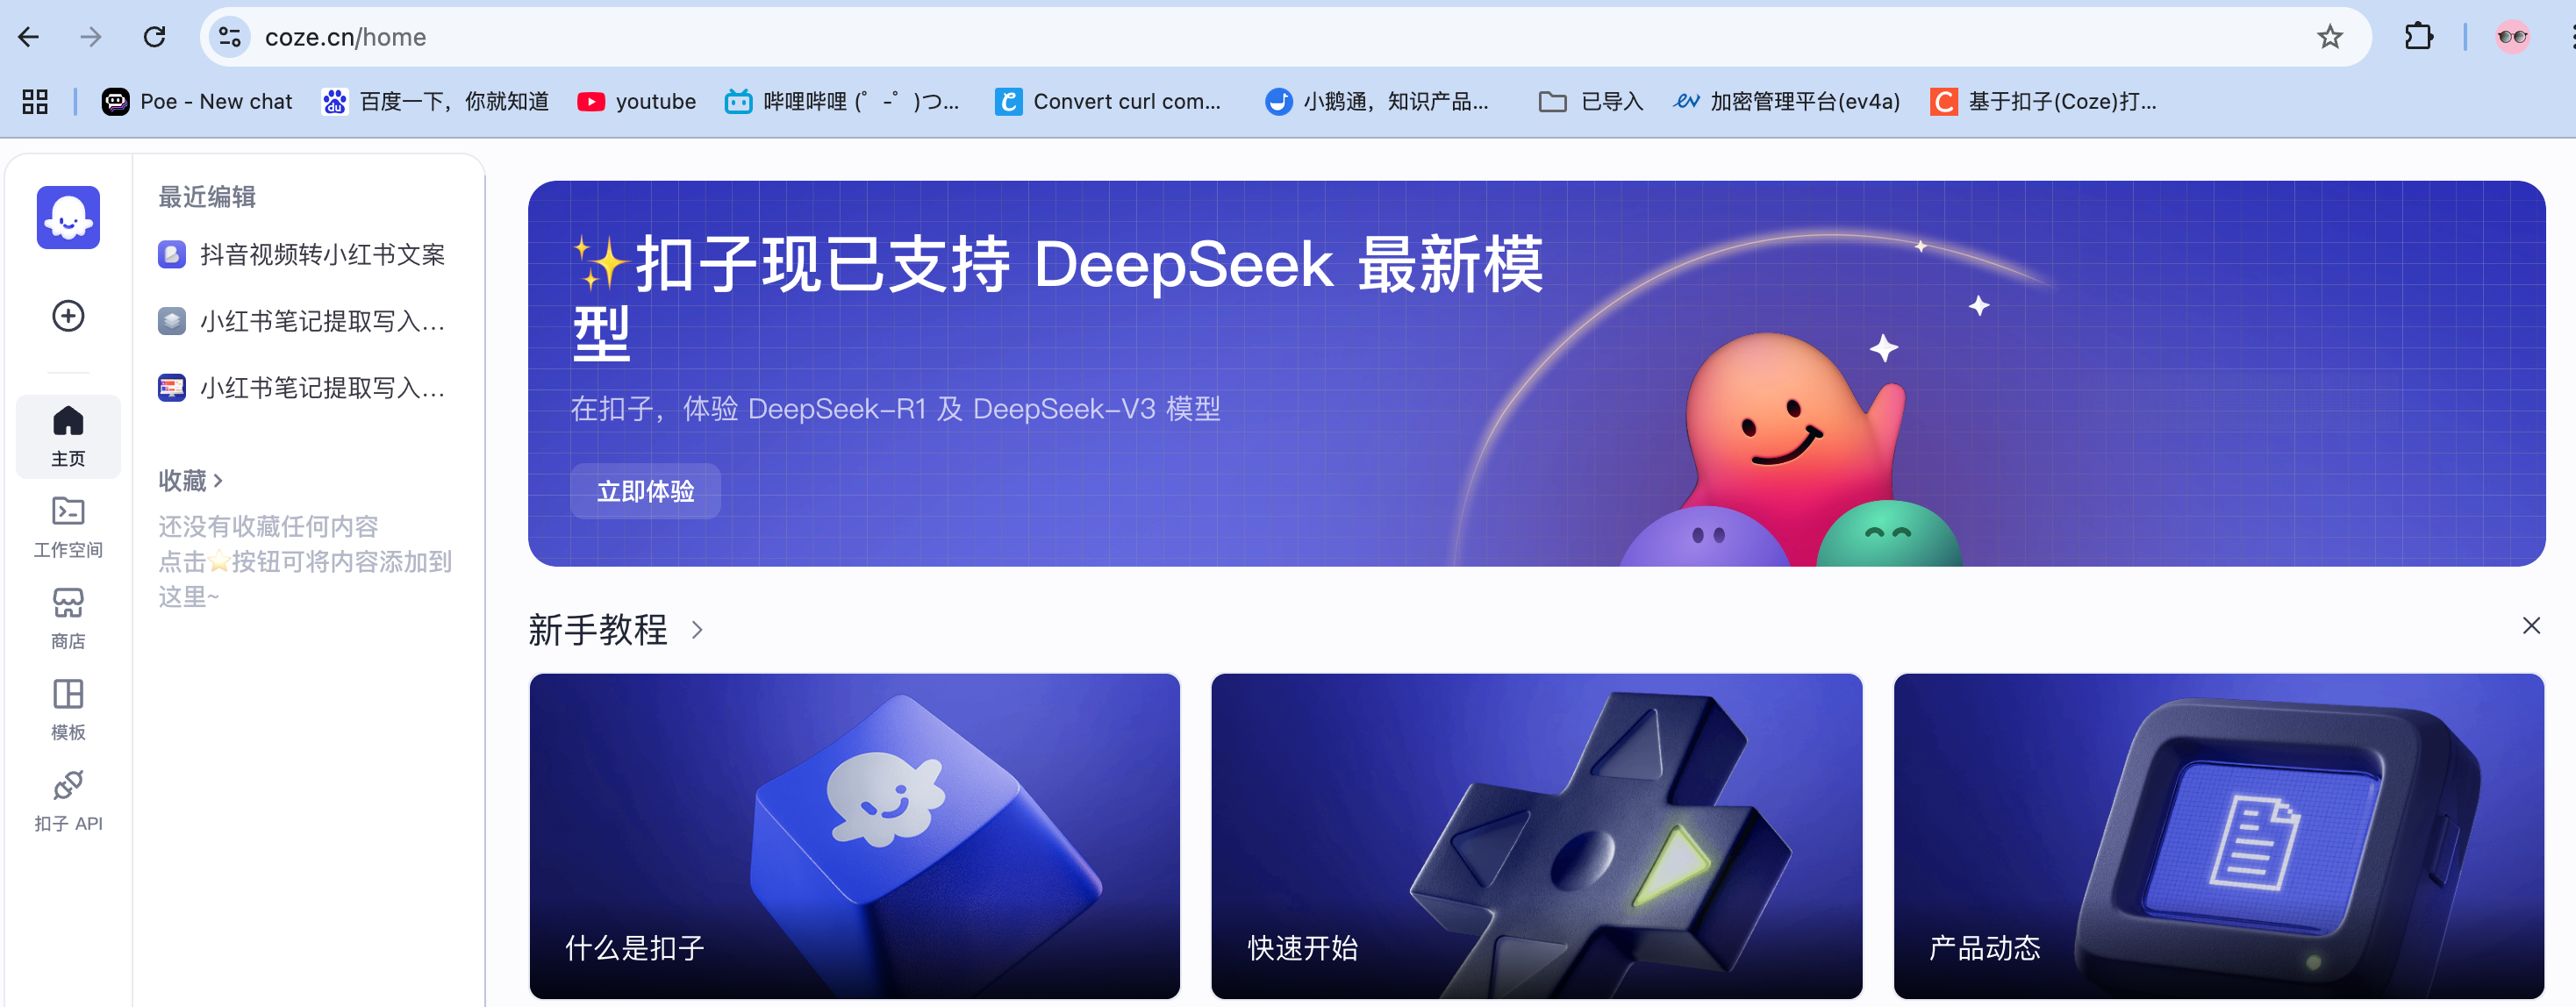 coze.cn/home
Poe - New chat
百度一下，你就知道
youtube
哔哩哔哩 (゜-゜)つ...
Convert curl com...
小鹅通，知识产品...
已导入
加密管理平台(ev4a)
基于扣子(Coze)打...
最近编辑
抖音视频转小红书文案
小红书笔记提取写入...
小红书笔记提取写入...
收藏
还没有收藏任何内容
点击⭐按钮可将内容添加到
这里~
主页
工作空间
商店
模板
扣子 API
✨扣子现已支持 DeepSeek 最新模
型
在扣子，体验 DeepSeek-R1 及 DeepSeek-V3 模型
立即体验
新手教程
什么是扣子
快速开始
产品动态